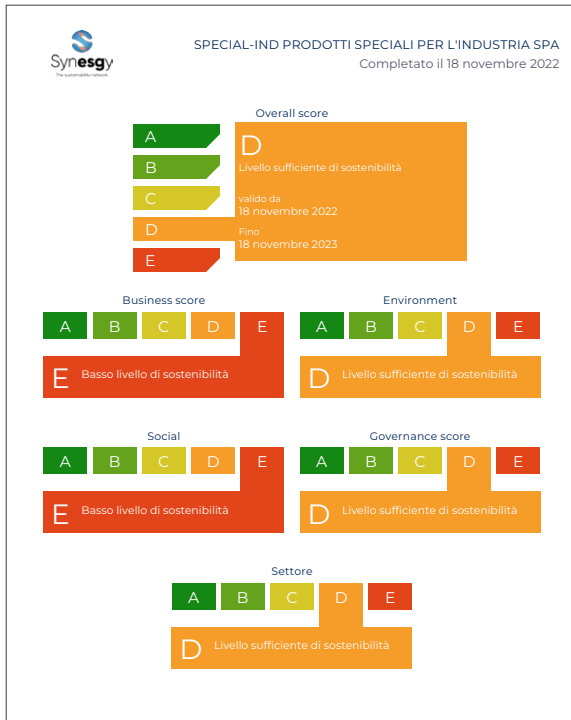 Synesgy
The sustainability network
SPECIAL-IND PRODOTTI SPECIALI PER L'INDUSTRIA SPA
Completato il 18 novembre 2022
Overall score
A
B
C
D
E
D
Livello sufficiente di sostenibilità
valido da
18 novembre 2022
Fino
18 novembre 2023
Business score
A B C D E
E Basso livello di sostenibilità
Environment
A B C D E
D Livello sufficiente di sostenibilità
Social
A B C D E
E Basso livello di sostenibilità
Governance score
A B C D E
D Livello sufficiente di sostenibilità
Settore
A B C D E
D Livello sufficiente di sostenibilità